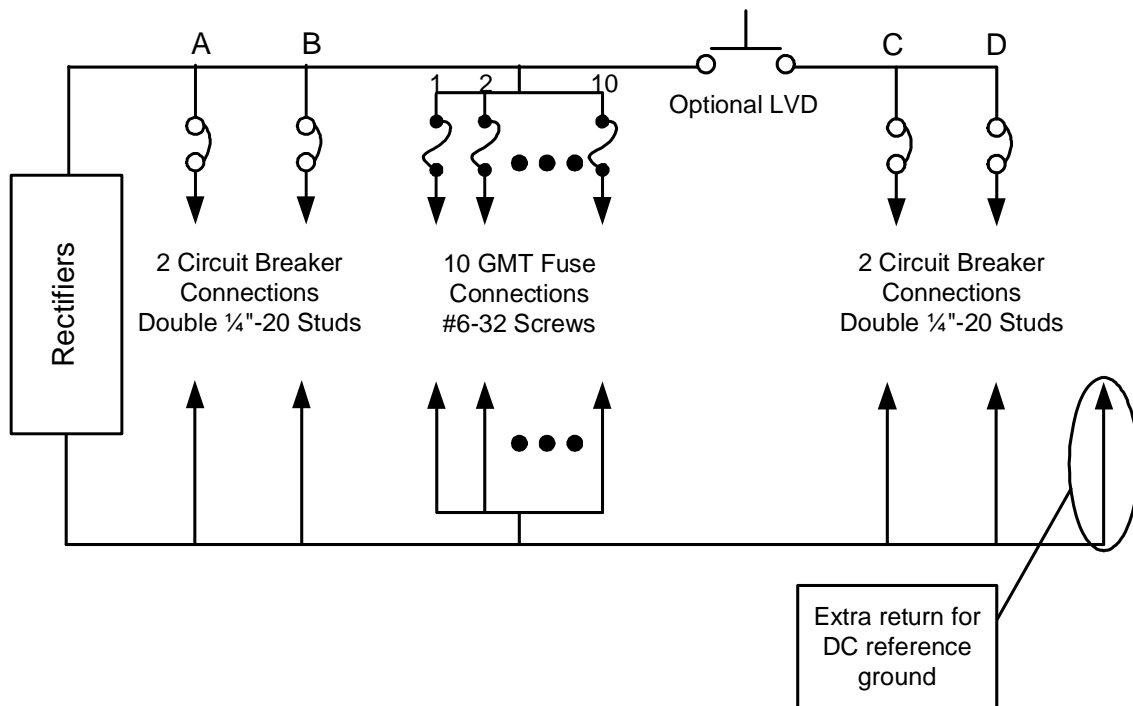 A
B
C
D
1
2
10
Optional LVD
Rectifiers
2 Circuit Breaker
Connections
Double ¼"-20 Studs
10 GMT Fuse
Connections
#6-32 Screws
2 Circuit Breaker
Connections
Double ¼"-20 Studs
Extra return for
DC reference
ground